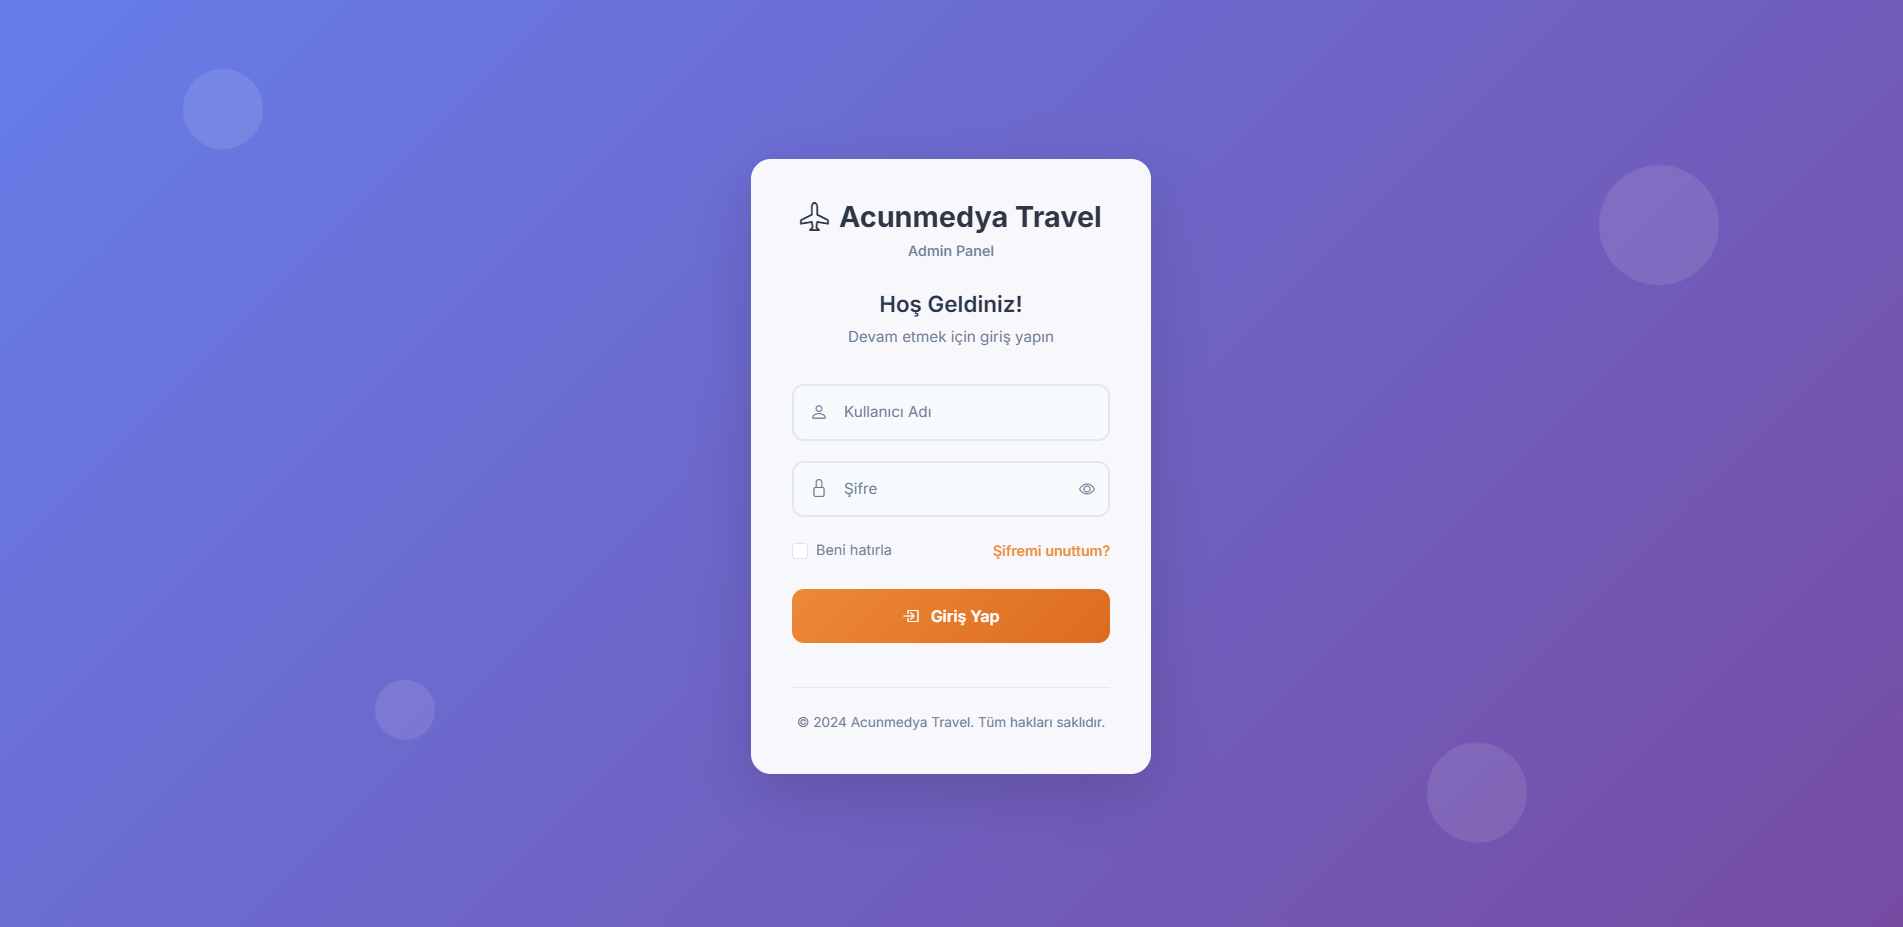 Acunmedya Travel
Admin Panel
Hoş Geldiniz!
Devam etmek için giriş yapın
Kullanıcı Adı
Şifre
Beni hatırla
Şifremi unuttum?
Giriş Yap
© 2024 Acunmedya Travel. Tüm hakları saklıdır.